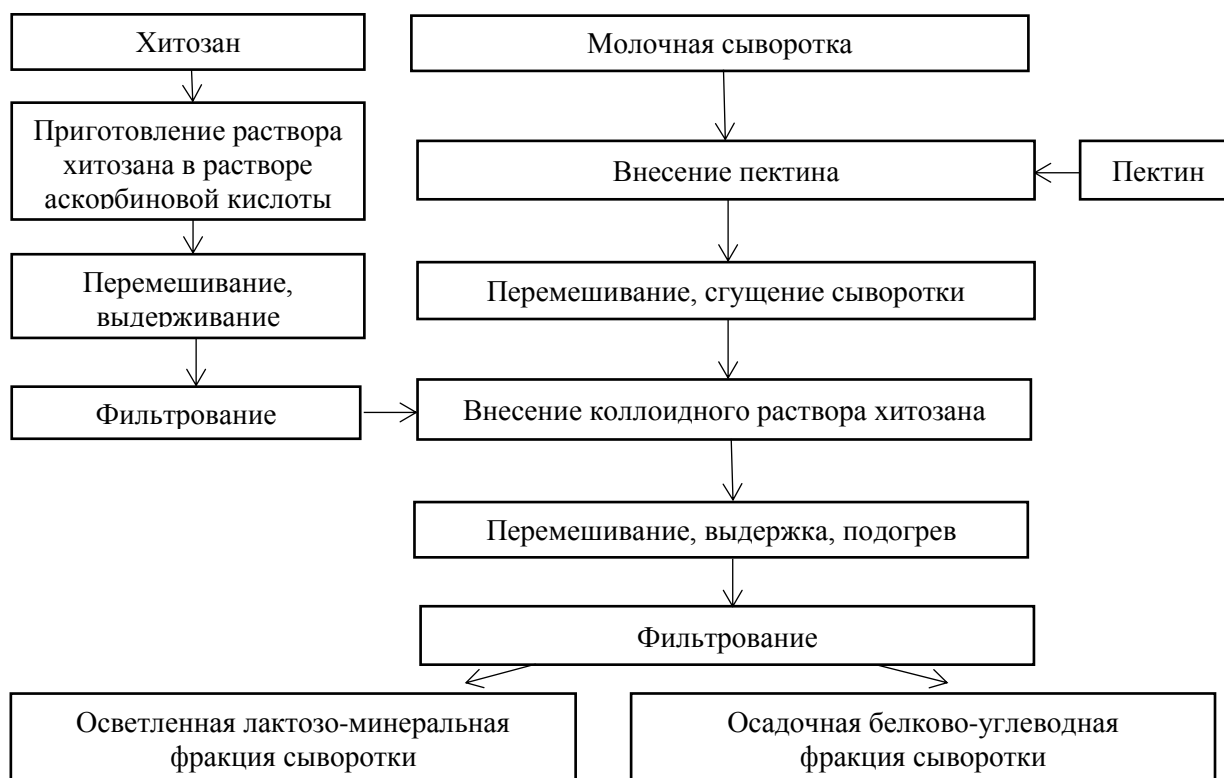 Хитозан
Приготовление раствора
хитозана в растворе
аскорбиновой кислоты
Перемешивание,
выдерживание
Фильтрование
Молочная сыворотка
Внесение пектина
Пектин
Перемешивание, сгущение сыворотки
Внесение коллоидного раствора хитозана
Перемешивание, выдержка, подогрев
Фильтрование
Осветленная лактозо-минеральная
фракция сыворотки
Осадочная белково-углеводная
фракция сыворотки